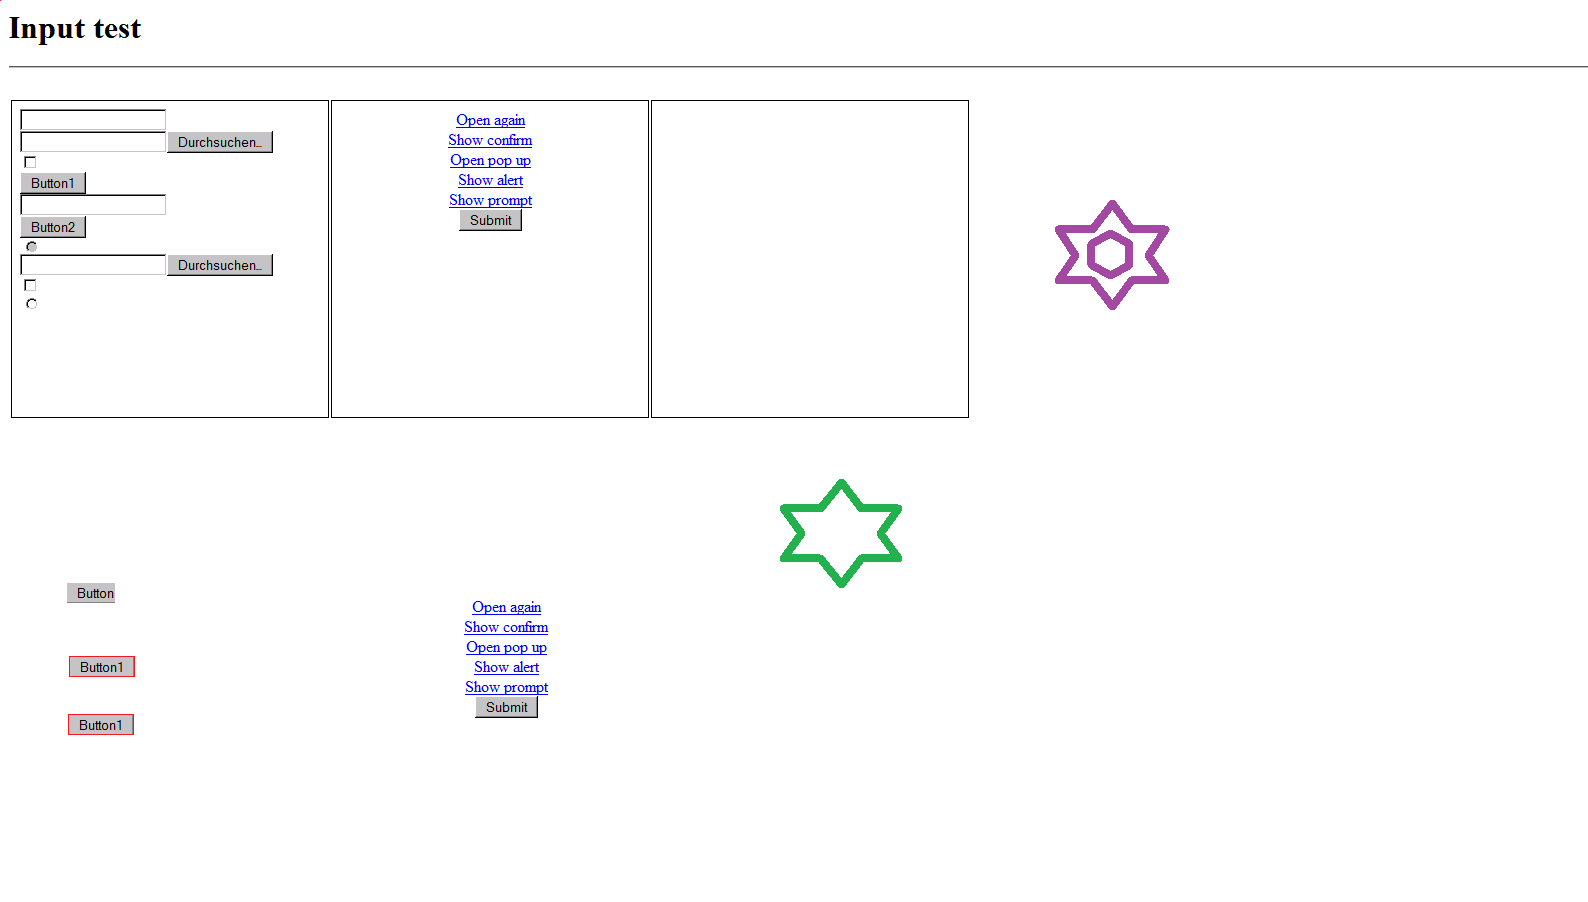 Input test
Durchsuchen...
Button1
Button2
Durchsuchen...
Open again
Show confirm
Open pop up
Show alert
Show prompt
Submit
Button
Button1
Button1
Open again
Show confirm
Open pop up
Show alert
Show prompt
Submit